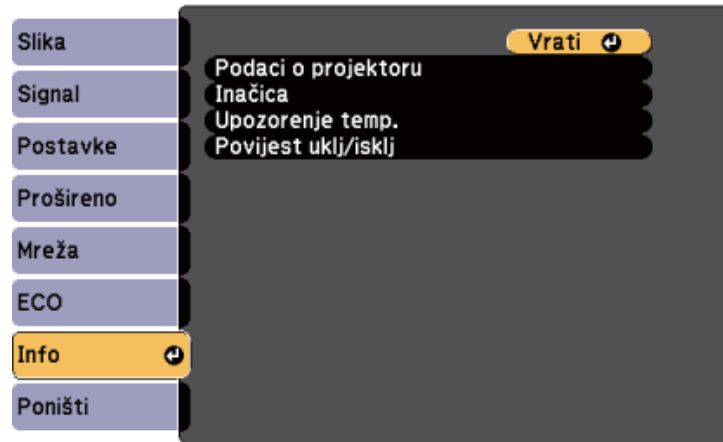 Slika
Signal
Postavke
Prošireno
Mreža
ECO
Info
Poništi
Vrati
Podaci o projektoru
Inačica
Upozorenje temp.
Povijest uklj/isklj